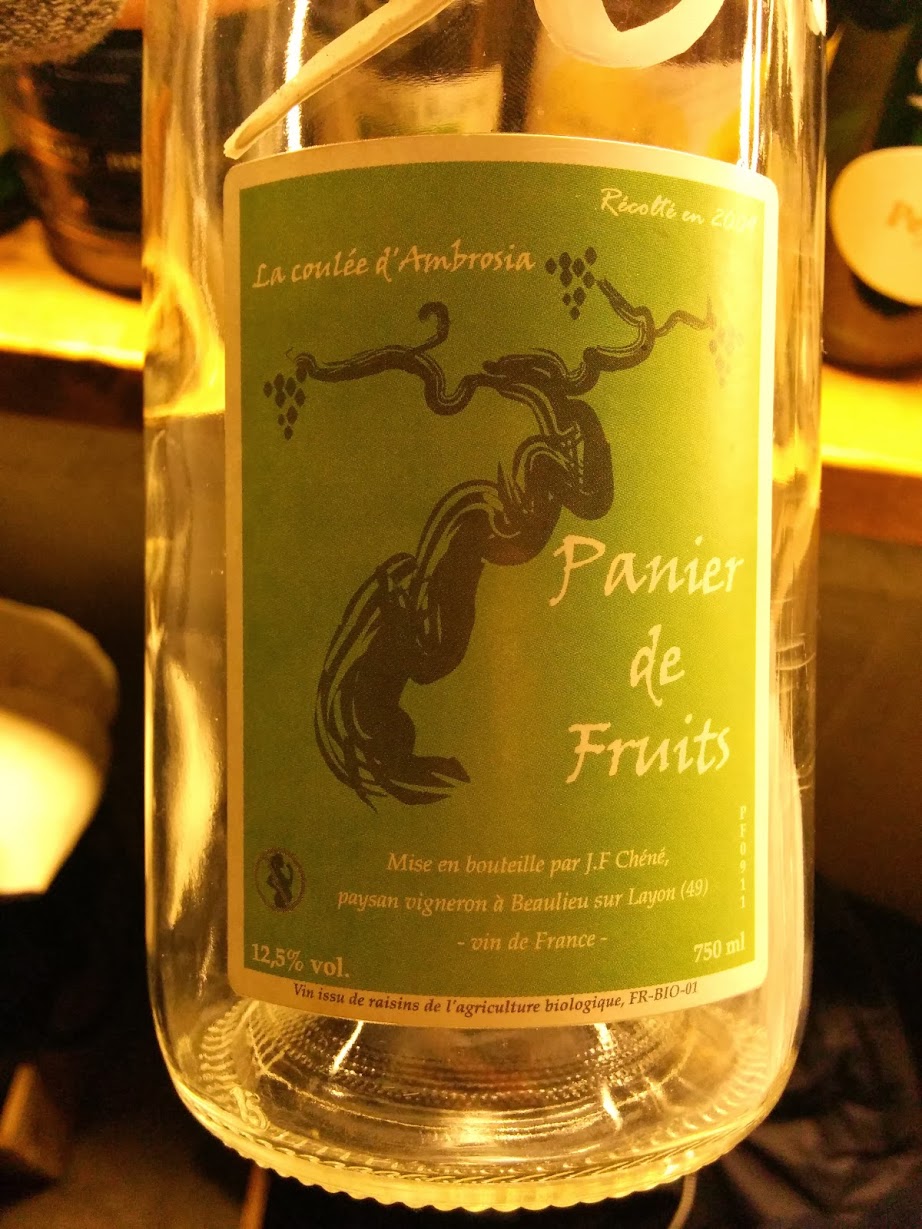 Récolté en
La coulée d'Ambrosia
Panier
de
Fruits
PF0911
Mise en bouteille par J.F Chéné,
paysan vigneron à Beaulieu sur Layon (49)
- vin de France -
12,5% vol.
750 ml
Vin issu de raisins de l'agriculture biologique, FR-BIO-01